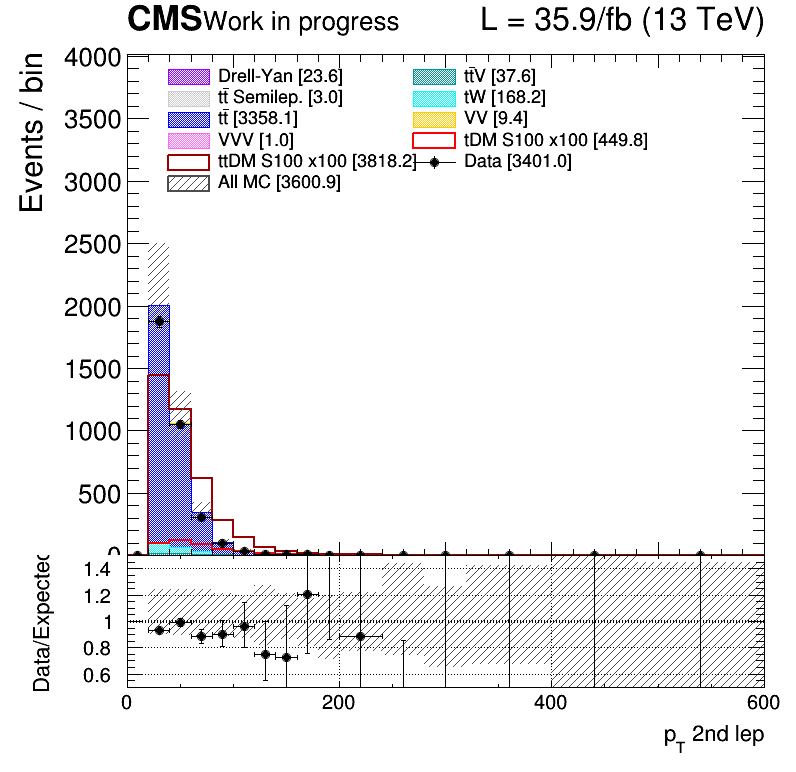 CMS Work in progress L = 35.9/fb (13 TeV)
Events / bin
4000
3500
3000
2500
2000
1500
1000
500
0
Drell-Yan [23.6]
tt̄ Semilep. [3.0]
tt̄ [3358.1]
VVV [1.0]
ttDM S100 x100 [3818.2]
All MC [3600.9]
tt̄V [37.6]
tW [168.2]
VV [9.4]
tDM S100 x100 [449.8]
Data [3401.0]
Data/Expected
1.4
1.2
1
0.8
0.6
0 200 400 600
p_T 2nd lep